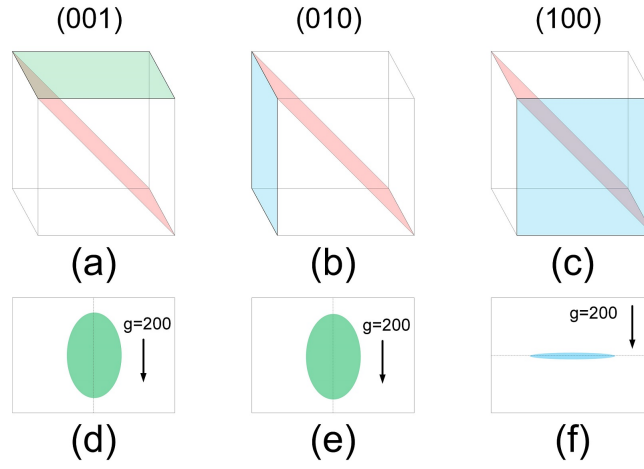 (001) (010) (100)
(a) (b) (c)
g=200 g=200 g=200
(d) (e) (f)